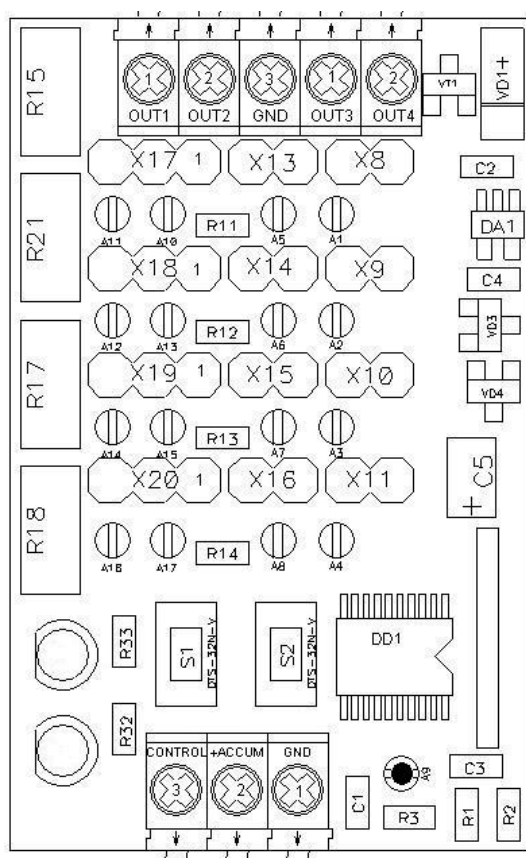 R15
1 2 3 1 2
OUT1 OUT2 GND OUT3 OUT4
VT1
VD1+
X17 1 X13 X8
C2
R21
A11 A10 R11 A5 A1
DA1
X18 1 X14 X9
C4
A12 A13 R12 A6 A2
VD3
R17
X19 1 X15 X10
VD4
A14 A15 R13 A7 A3
R18
X20 1 X16 X11
+ C5
A16 A17 R14 A8 A4
R33
S1 DTS-32N-V
S2 DTS-32N-V
DD1
R32
CONTROL +ACCUM GND
3 2 1
C1
A9
C3
R3
R1
R2